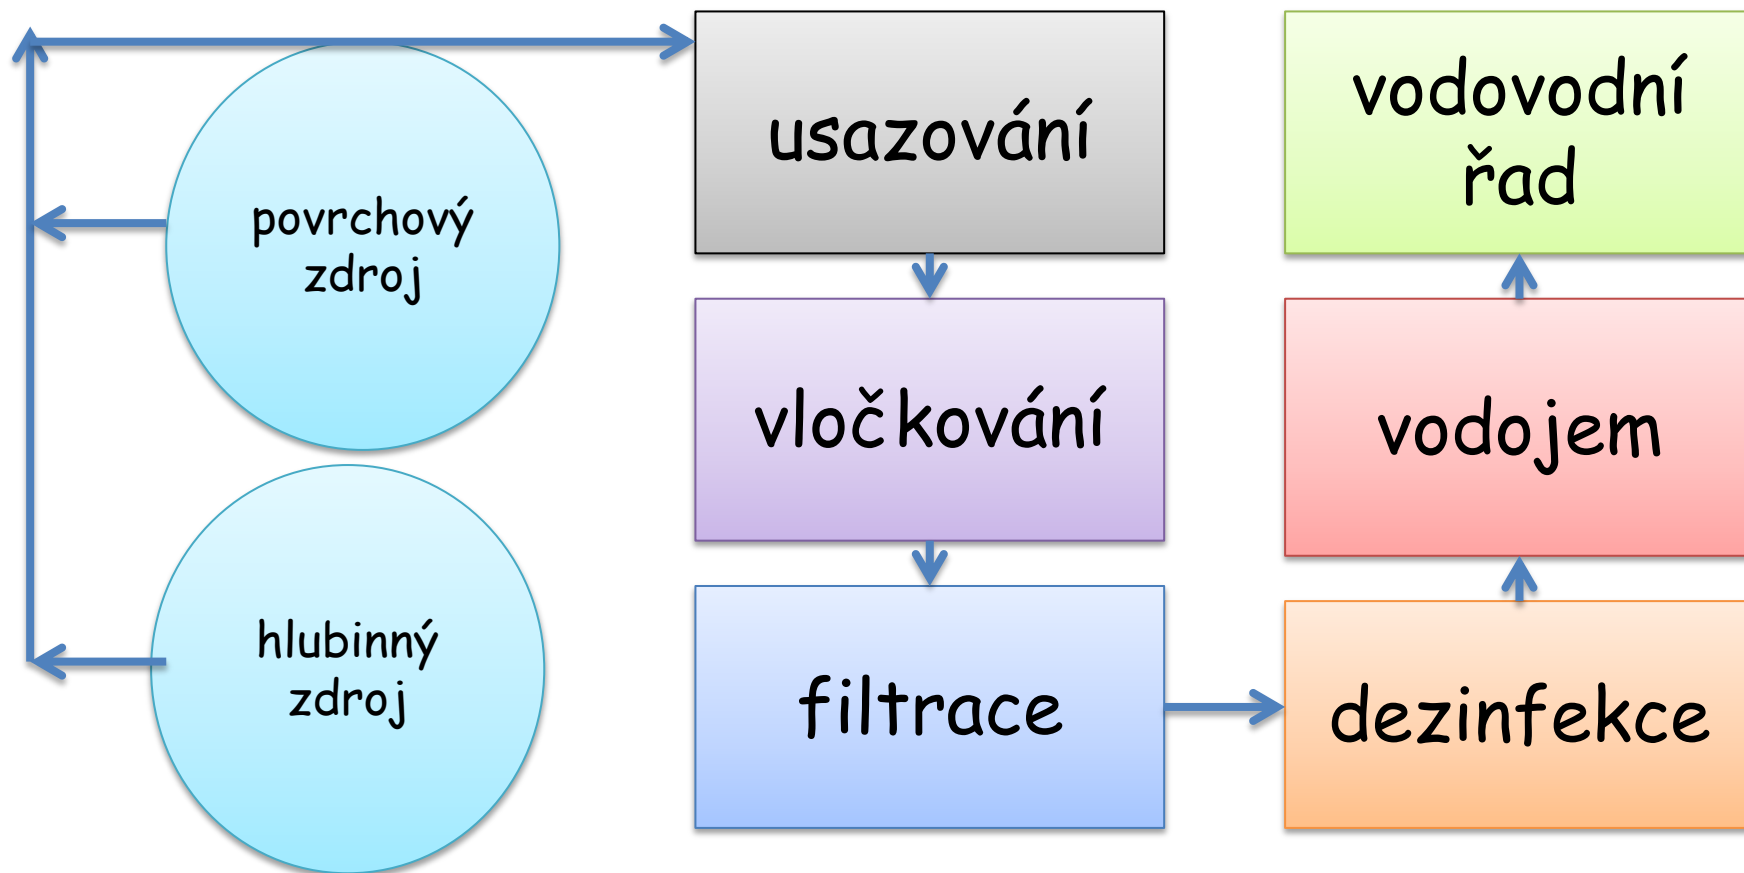 povrchový
zdroj
hlubinný
zdroj
usazování
vločkování
filtrace
dezinfekce
vodojem
vodovodní
řad